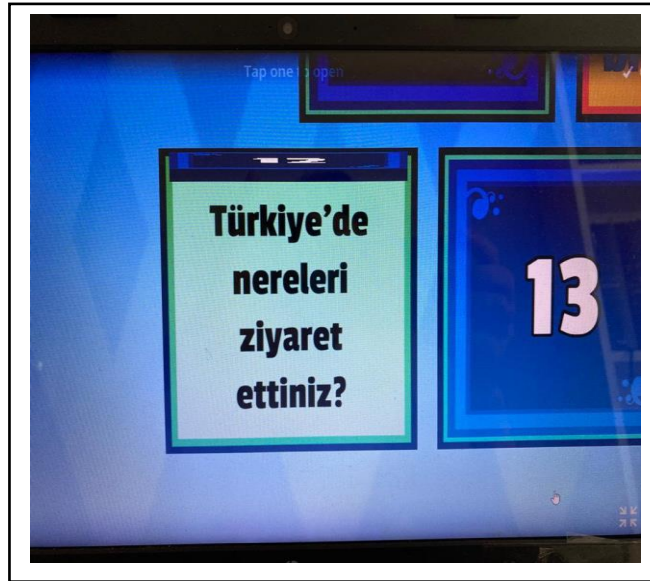 Tap one to open
Türkiye’de
nereleri
ziyaret
ettiniz?
13